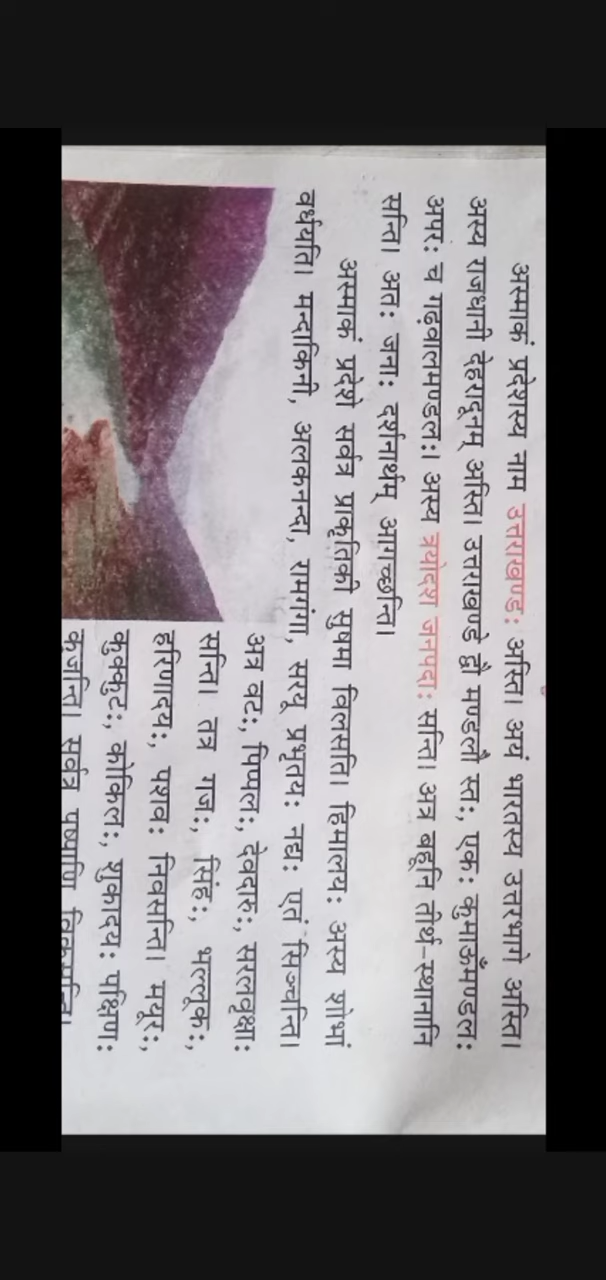 अस्माकं प्रदेशस्य नाम उत्तराखण्डः अस्ति। अयं भारतस्य उत्तरभागे अस्ति।
अस्य राजधानी देहरादूनम् अस्ति। उत्तराखण्डे द्वौ मण्डलौ स्तः, एकः कुमाऊँमण्डलः
अपरः च गढ़वालमण्डलः। अस्य त्रयोदश जनपदाः सन्ति। अत्र बहूनि तीर्थ-स्थानानि
सन्ति। अतः जनाः दर्शनार्थम् आगच्छन्ति।
अस्माकं प्रदेशे सर्वत्र प्राकृतिकी सुषमा विलसति। हिमालयः अस्य शोभां
वर्धयति। मन्दाकिनी, अलकनन्दा, रामगंगा, सरयू प्रभृतयः नद्यः एतं सिञ्चन्ति।
अत्र वटः, पिप्पलः, देवदारुः, सरलवृक्षाः
सन्ति। तत्र गजः, सिंहः, भल्लूकः,
हरिणादयः, पशवः निवसन्ति। मयूरः,
कुक्कुटः, कोकिलः, शुकादयः पक्षिणः
कूजन्ति। सर्वत्र पुष्पाणि विकसन्ति।